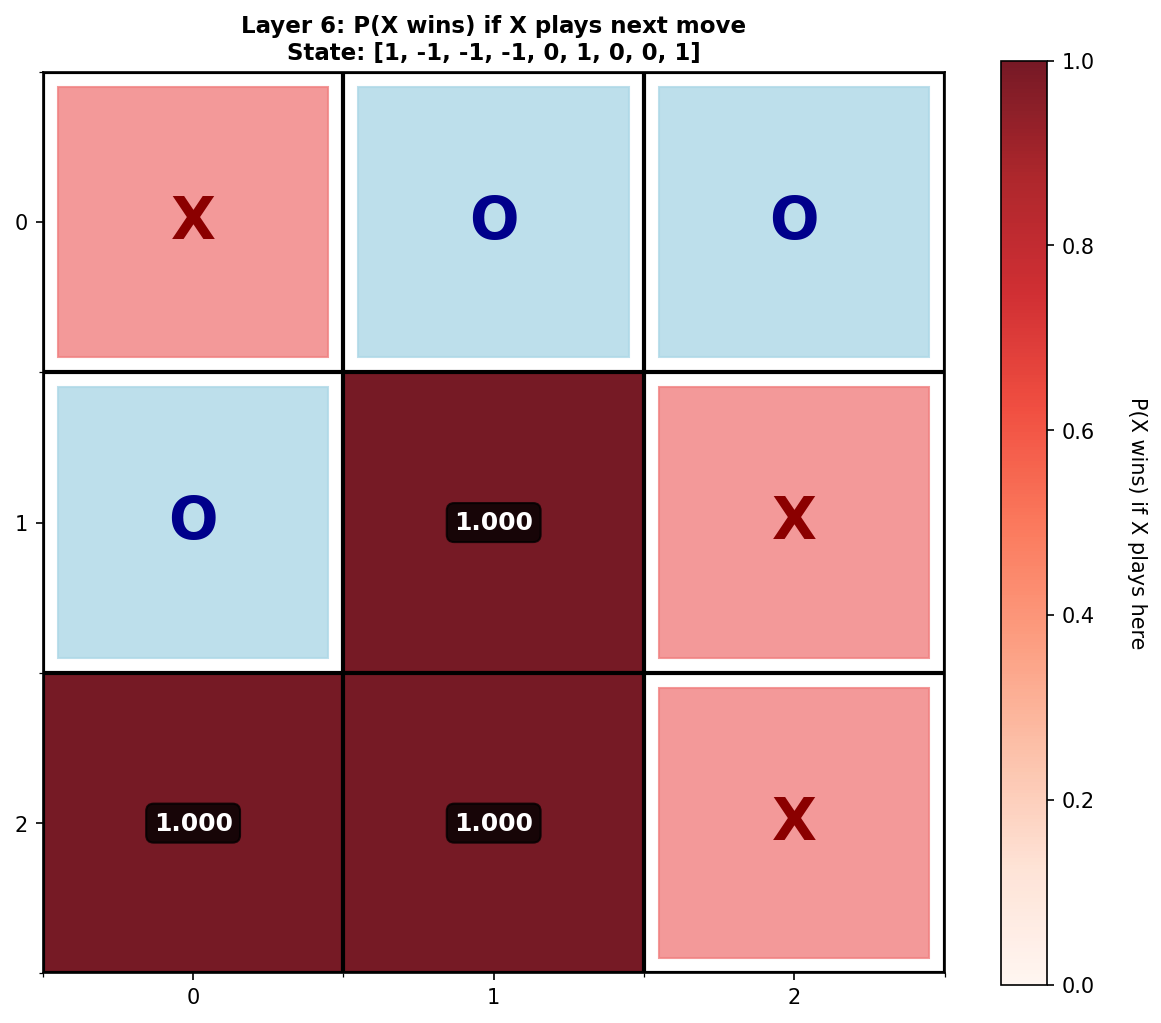 Layer 6: P(X wins) if X plays next move
State: [1, -1, -1, -1, 0, 1, 0, 0, 1]
0
X
O
O
1
O
1.000
X
2
1.000
1.000
X
0
1
2
1.0
0.8
0.6
0.4
0.2
0.0
P(X wins) if X plays here